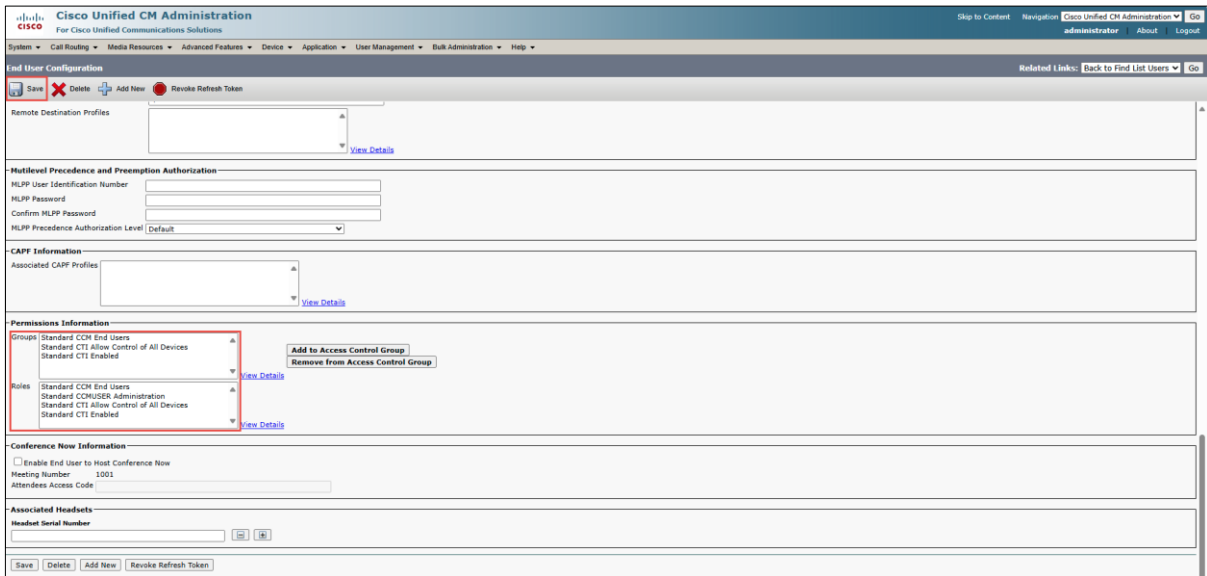 Cisco Unified CM Administration
CISCO For Cisco Unified Communications Solutions
Skip to Content Navigation Cisco Unified CM Administration Go
administrator About Logout
System Call Routing Media Resources Advanced Features Device Application User Management Bulk Administration Help
End User Configuration Related Links: Back to Find List Users Go
Save Delete Add New Revoke Refresh Token
Remote Destination Profiles
View Details
Mutilevel Precedence and Preemption Authorization
MLPP User Identification Number
MLPP Password
Confirm MLPP Password
MLPP Precedence Authorization Level Default
CAPF Information
Associated CAPF Profiles
View Details
Permissions Information
Groups Standard CCM End Users
Standard CTI Allow Control of All Devices
Standard CTI Enabled
Add to Access Control Group
Remove from Access Control Group
View Details
Roles Standard CCM End Users
Standard CCMUSER Administration
Standard CTI Allow Control of All Devices
Standard CTI Enabled
View Details
Conference Now Information
Enable End User to Host Conference Now
Meeting Number 1001
Attendees Access Code
Associated Headsets
Headset Serial Number
Save Delete Add New Revoke Refresh Token